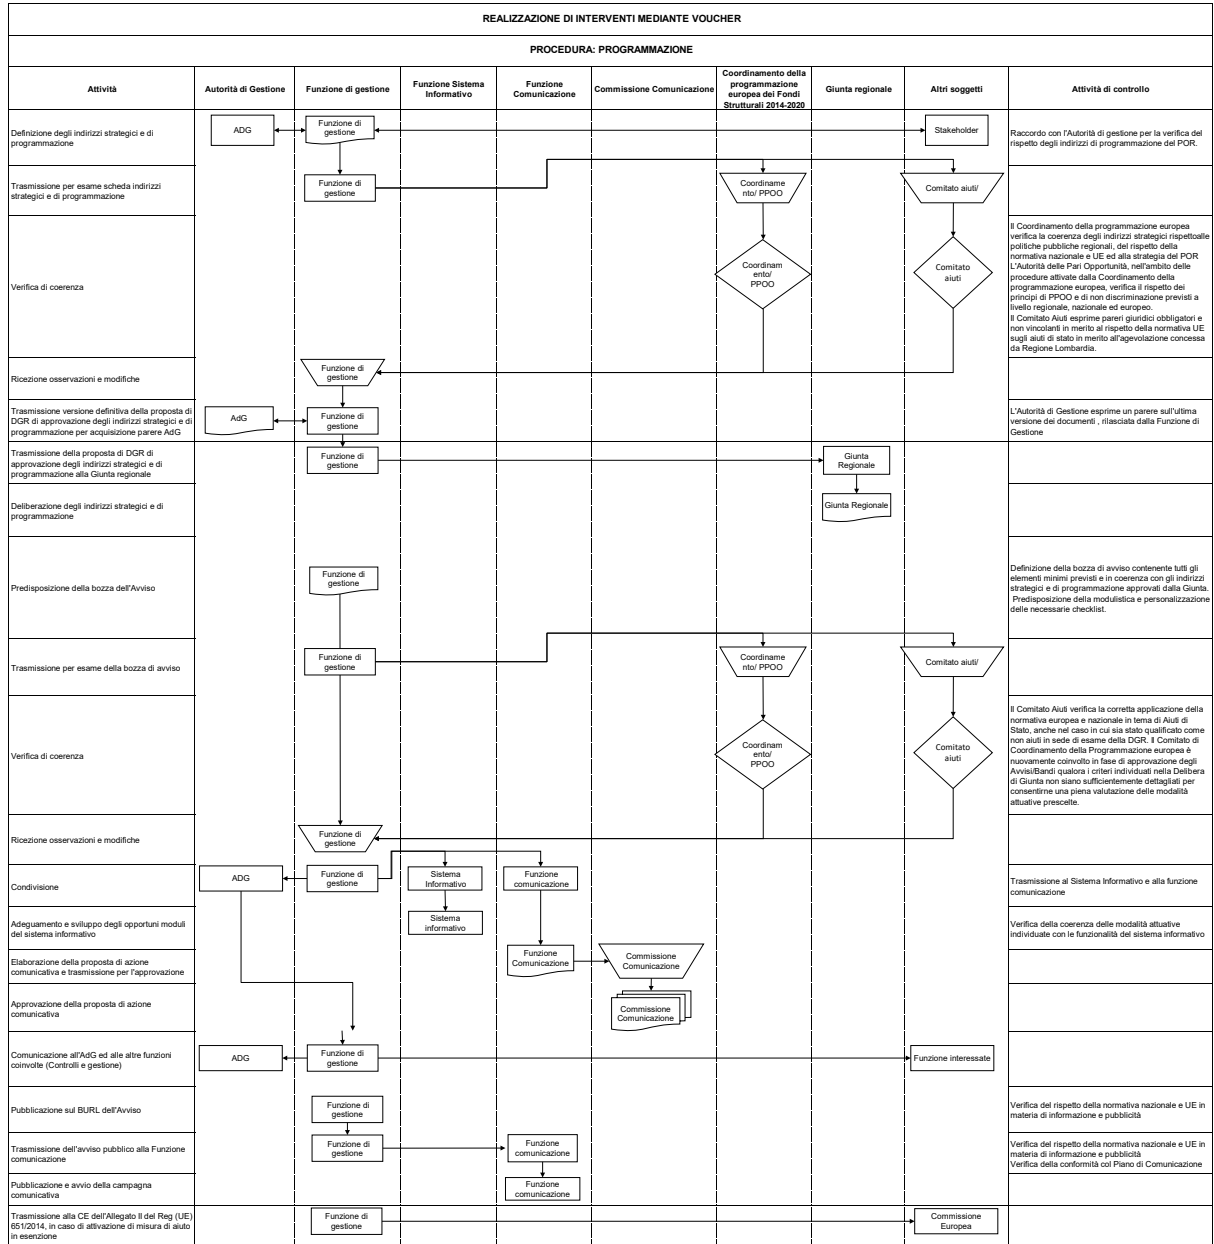 REALIZZAZIONE DI INTERVENTI MEDIANTE VOUCHER
PROCEDURA: PROGRAMMAZIONE
Attività
Autorità di Gestione
Funzione di gestione
Funzione Sistema
Informativo
Funzione
Comunicazione
Commissione Comunicazione
Coordinamento della
programmazione
europea dei Fondi
Strutturali 2014-2020
Giunta regionale
Altri soggetti
Attività di controllo
Definizione degli indirizzi strategici e di
programmazione
ADG
Funzione di
gestione
Stakeholder
Raccordo con l'Autorità di gestione per la verifica del
rispetto degli indirizzi di programmazione del POR.
Trasmissione per esame scheda indirizzi
strategici e di programmazione
Funzione di
gestione
Coordiname
nto/ PPOO
Comitato aiuti/
Verifica di coerenza
Coordinam
ento/
PPOO
Comitato
aiuti
Il Coordinamento della programmazione europea
verifica la coerenza degli indirizzi strategici rispettoalle
politiche pubbliche regionali, del rispetto della
normativa nazionale e UE ed alla strategia del POR
L'Autorità delle Pari Opportunità, nell'ambito delle
procedure attivate dalla Coordinamento della
programmazione europea, verifica il rispetto dei
principi di PPOO e di non discriminazione previsti a
livello regionale, nazionale ed europeo.
Il Comitato Aiuti esprime pareri giuridici obbligatori e
non vincolanti in merito al rispetto della normativa UE
sugli aiuti di stato in merito all'agevolazione concessa
da Regione Lombardia.
Ricezione osservazioni e modifiche
Funzione di
gestione
Trasmissione versione definitiva della proposta di
DGR di approvazione degli indirizzi strategici e di
programmazione per acquisizione parere AdG
AdG
Funzione di
gestione
L'Autorità di Gestione esprime un parere sull'ultima
versione dei documenti , rilasciata dalla Funzione di
Gestione
Trasmissione della proposta di DGR di
approvazione degli indirizzi strategici e di
programmazione alla Giunta regionale
Funzione di
gestione
Giunta
Regionale
Deliberazione degli indirizzi strategici e di
programmazione
Giunta Regionale
Predisposizione della bozza dell'Avviso
Funzione di
gestione
Definizione della bozza di avviso contenente tutti gli
elementi minimi previsti e in coerenza con gli indirizzi
strategici e di programmazione approvati dalla Giunta.
Predisposizione della modulistica e personalizzazione
delle necessarie checklist.
Trasmissione per esame della bozza di avviso
Funzione di
gestione
Coordiname
nto/ PPOO
Comitato aiuti/
Verifica di coerenza
Coordinam
ento/
PPOO
Comitato
aiuti
Il Comitato Aiuti verifica la corretta applicazione della
normativa europea e nazionale in tema di Aiuti di
Stato, anche nel caso in cui sia stato qualificato come
non aiuti in sede di esame della DGR. Il Comitato di
Coordinamento della Programmazione europea è
nuovamente coinvolto in fase di approvazione degli
Avvisi/Bandi qualora i criteri individuati nella Delibera
di Giunta non siano sufficientemente dettagliati per
consentirne una piena valutazione delle modalità
attuative prescelte.
Ricezione osservazioni e modifiche
Funzione di
gestione
Condivisione
ADG
Funzione di
gestione
Sistema
Informativo
Funzione
comunicazione
Trasmissione al Sistema Informativo e alla funzione
comunicazione
Adeguamento e sviluppo degli opportuni moduli
del sistema informativo
Sistema
informativo
Verifica della coerenza delle modalità attuative
individuate con le funzionalità del sistema informativo
Elaborazione della proposta di azione
comunicativa e trasmissione per l'approvazione
Funzione
Comunicazione
Commissione
Comunicazione
Approvazione della proposta di azione
comunicativa
Commissione
Comunicazione
Comunicazione all'AdG ed alle altre funzioni
coinvolte (Controlli e gestione)
ADG
Funzione di
gestione
Funzione interessate
Pubblicazione sul BURL dell'Avviso
Funzione di
gestione
Verifica del rispetto della normativa nazionale e UE in
materia di informazione e pubblicità
Trasmissione dell'avviso pubblico alla Funzione
comunicazione
Funzione di
gestione
Funzione
comunicazione
Verifica del rispetto della normativa nazionale e UE in
materia di informazione e pubblicità
Verifica della conformità col Piano di Comunicazione
Pubblicazione e avvio della campagna
comunicativa
Funzione
comunicazione
Trasmissione alla CE dell'Allegato II del Reg (UE)
651/2014, in caso di attivazione di misura di aiuto
in esenzione
Funzione di
gestione
Commissione
Europea